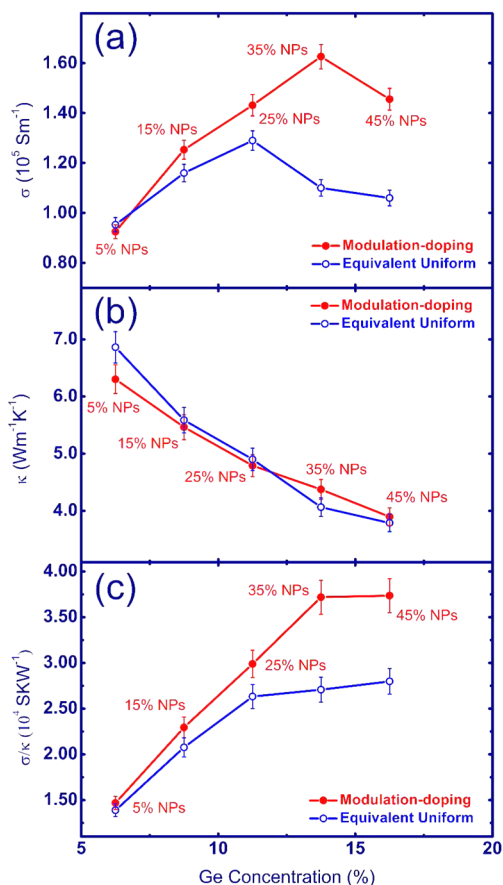 (a)
1.60
1.40
1.20
1.00
0.80
σ (10⁵ Sm⁻¹)
35% NPs
15% NPs
25% NPs
45% NPs
5% NPs
Modulation-doping
Equivalent Uniform
(b)
7.0
6.0
5.0
4.0
κ (Wm⁻¹K⁻¹)
Modulation-doping
Equivalent Uniform
5% NPs
15% NPs
25% NPs
35% NPs
45% NPs
(c)
4.00
3.75
2.50
2.00
1.50
3.00
σ/κ (10⁴ SKW⁻¹)
35% NPs
45% NPs
25% NPs
15% NPs
5% NPs
Modulation-doping
Equivalent Uniform
5
10
15
20
Ge Concentration (%)